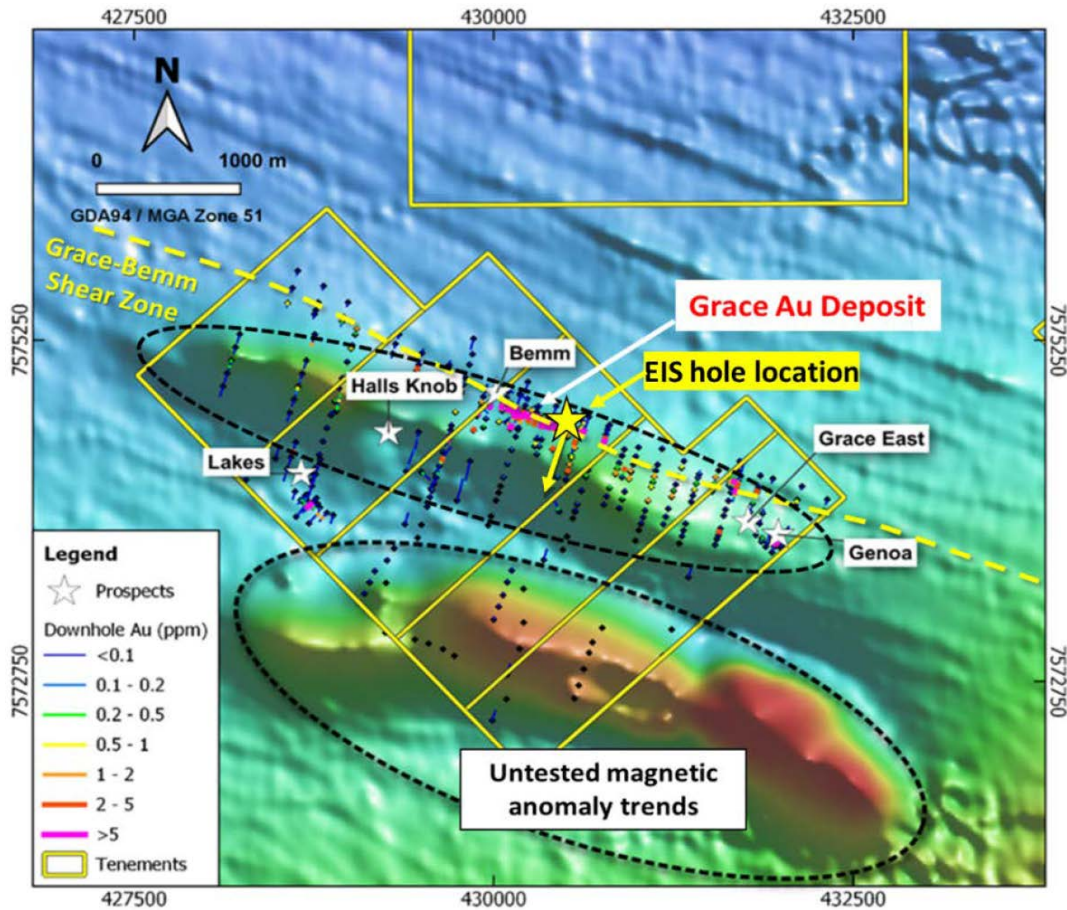 427500
430000
432500
N
0
1000 m
GDA94 / MGA Zone 51
Grace-Bemm
Shear Zone
7575250
7575250
Grace Au Deposit
Bemm
EIS hole location
Halls Knob
Grace East
Lakes
Genoa
Legend
Prospects
Downhole Au (ppm)
<0.1
0.1 - 0.2
0.2 - 0.5
0.5 - 1
1 - 2
2 - 5
>5
Tenements
7572750
7572750
Untested magnetic
anomaly trends
427500
430000
432500